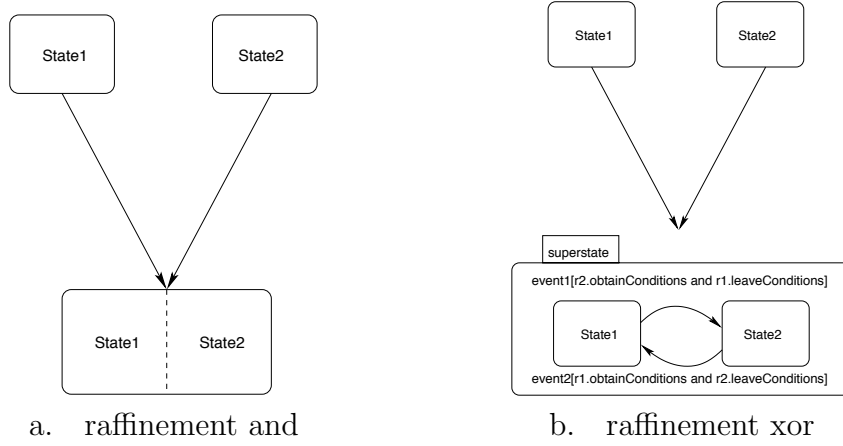 State1
State2
State1
State2
a. raffinement and
State1
State2
superstate
event1[r2.obtainConditions and r1.leaveConditions]
State1
State2
event2[r1.obtainConditions and r2.leaveConditions]
b. raffinement xor